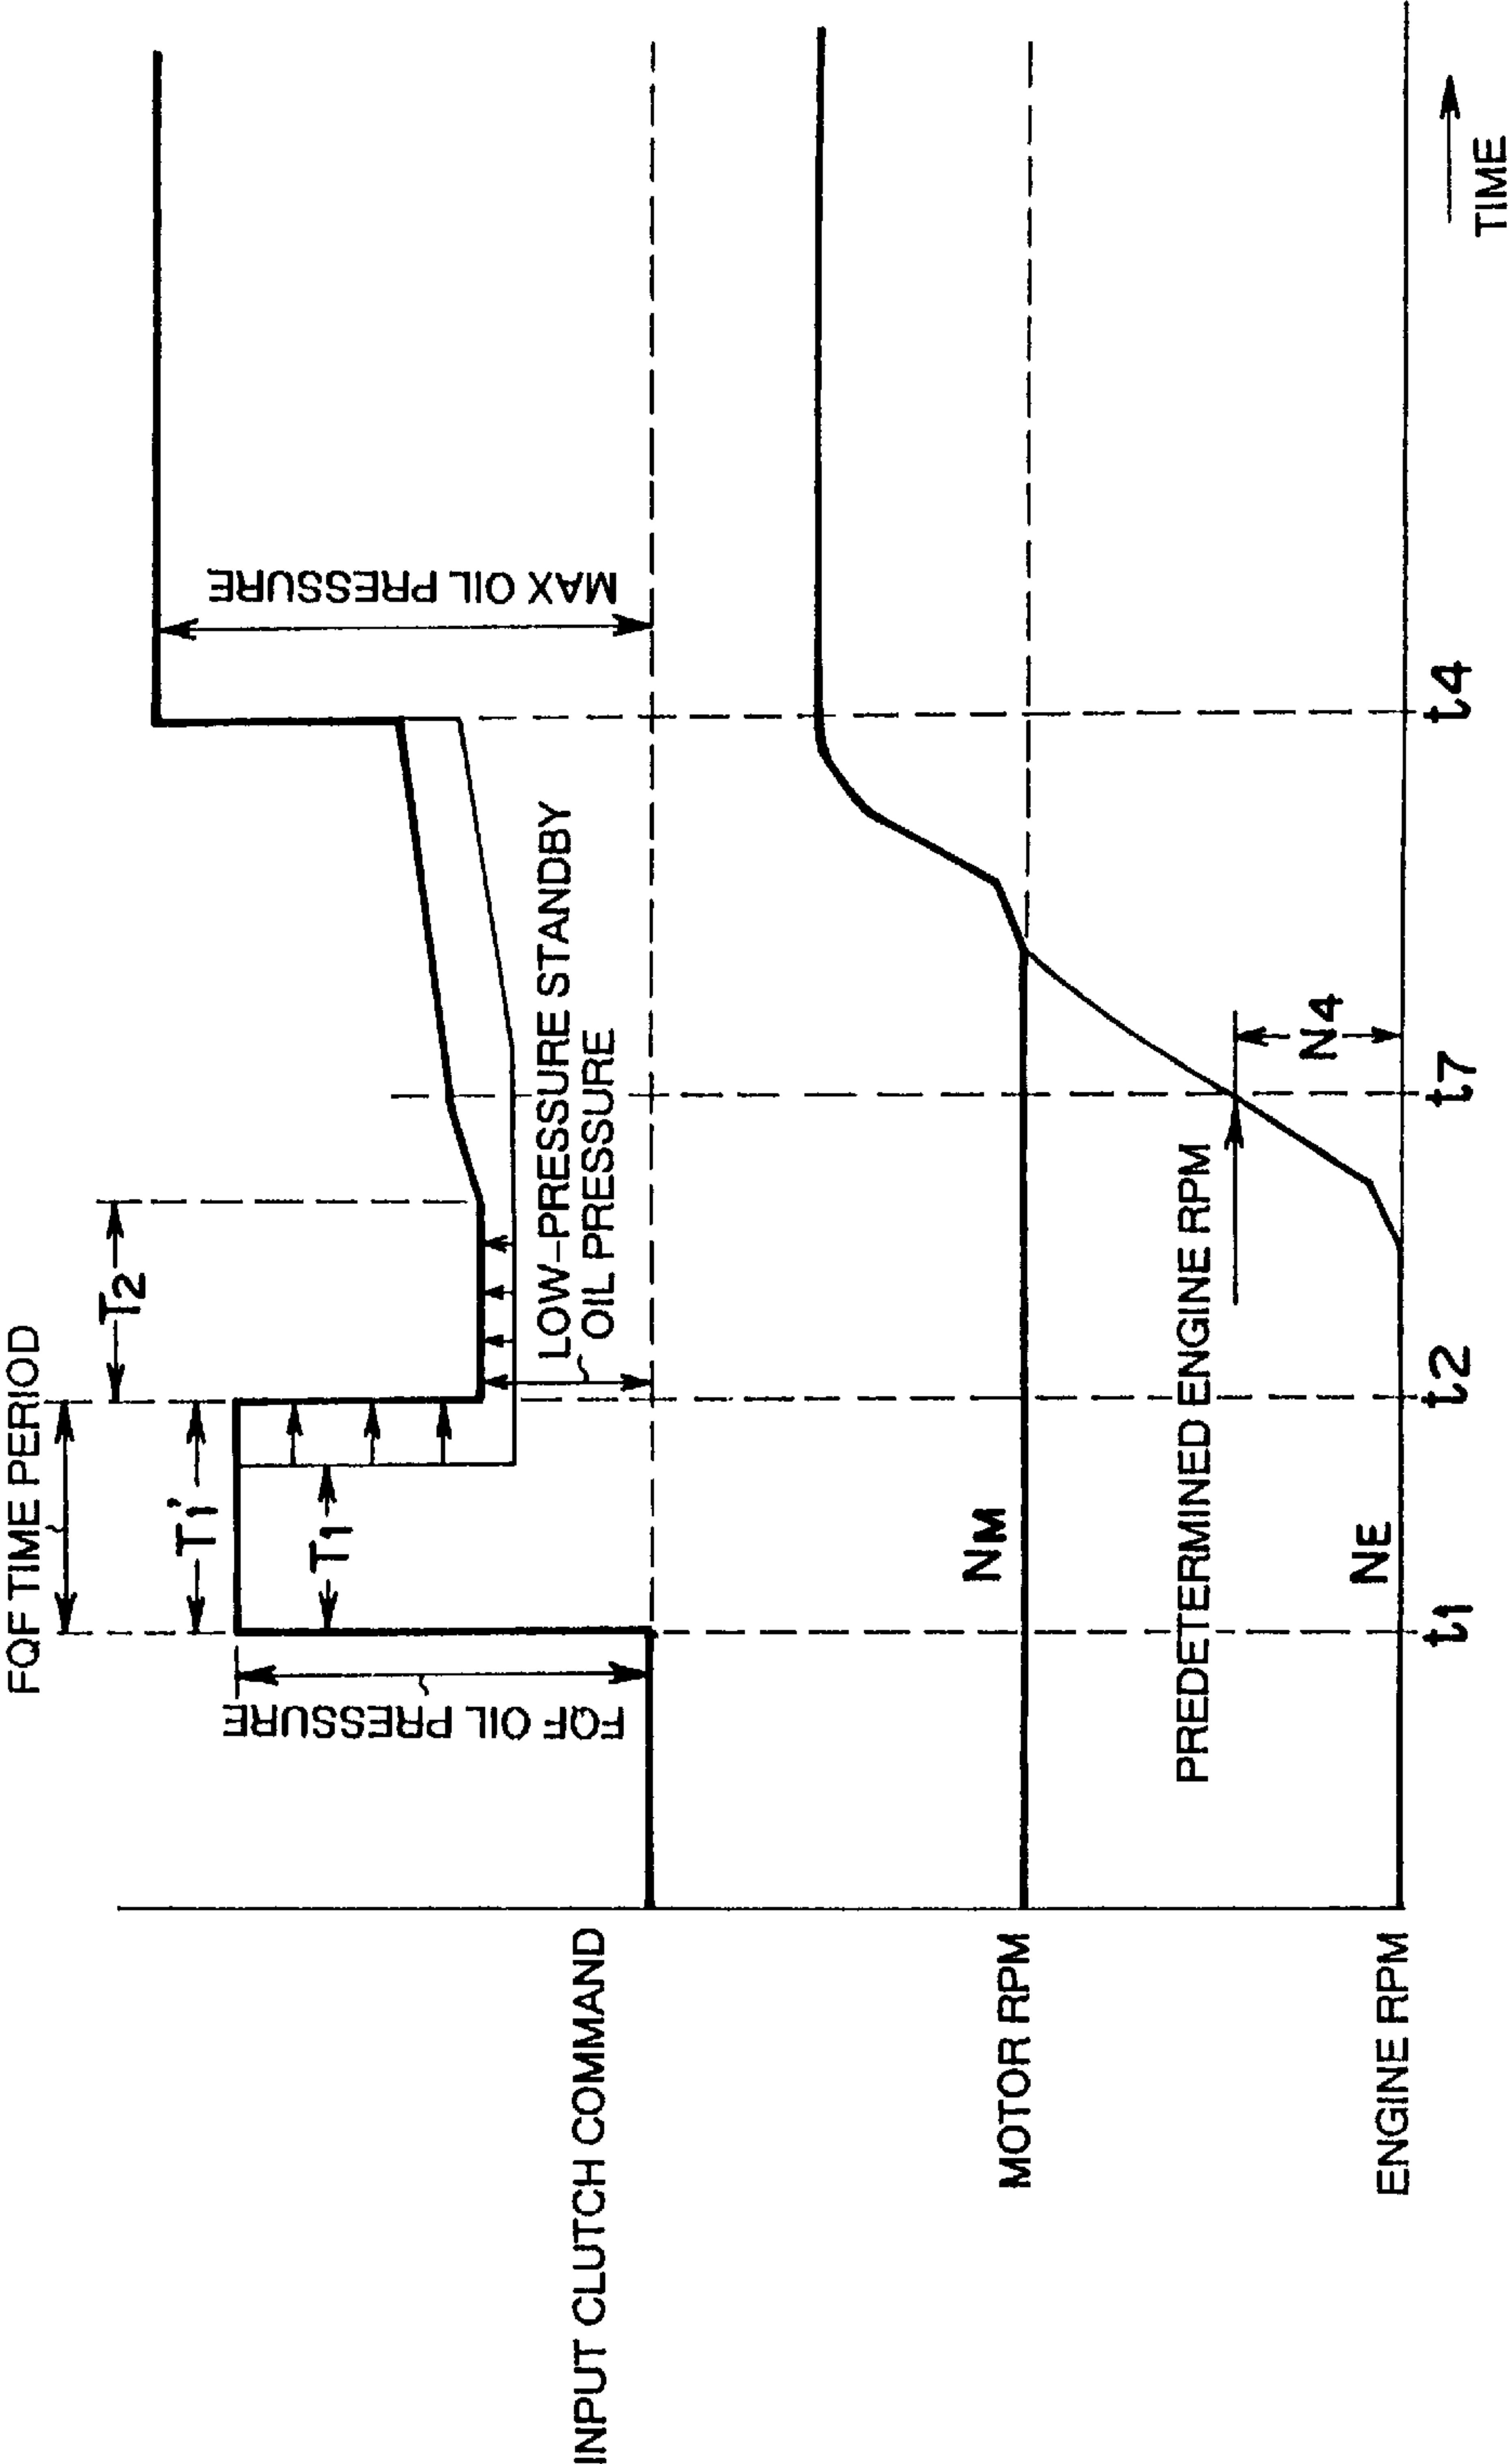 FQF TIME PERIOD
T1'
T2
T1
FQF OIL PRESSURE
MAX OIL PRESSURE
LOW-PRESSURE STANDBY
OIL PRESSURE
INPUT CLUTCH COMMAND
MOTOR RPM
NM
PREDETERMINED ENGINE RPM
N4
ENGINE RPM
NE
t1
t2
t7
t4
TIME